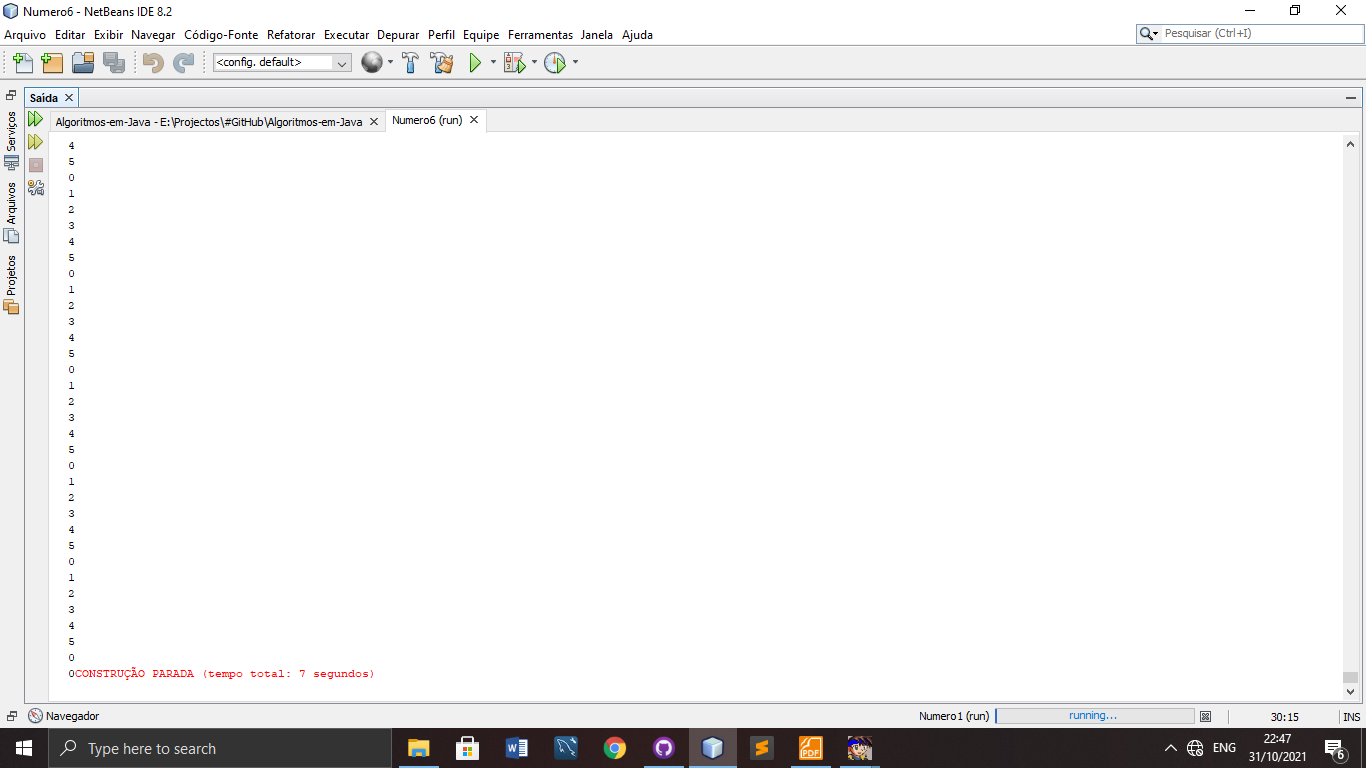 Numero6 - NetBeans IDE 8.2
Arquivo Editar Exibir Navegar Código-Fonte Refatorar Executar Depurar Perfil Equipe Ferramentas Janela Ajuda
Pesquisar (Ctrl+I)
<config. default>
Saída
Serviços
Arquivos
Projetos
Algoritmos-em-Java - E:\Projectos\#GitHub\Algoritmos-em-Java
Numero6 (run)
4
5
0
1
2
3
4
5
0
1
2
3
4
5
0
1
2
3
4
5
0
1
2
3
4
5
0
1
2
3
4
5
0
0CONSTRUÇÃO PARADA (tempo total: 7 segundos)
Navegador
Numero1 (run)
running...
30:15
INS
Type here to search
ENG
22:47
31/10/2021
6